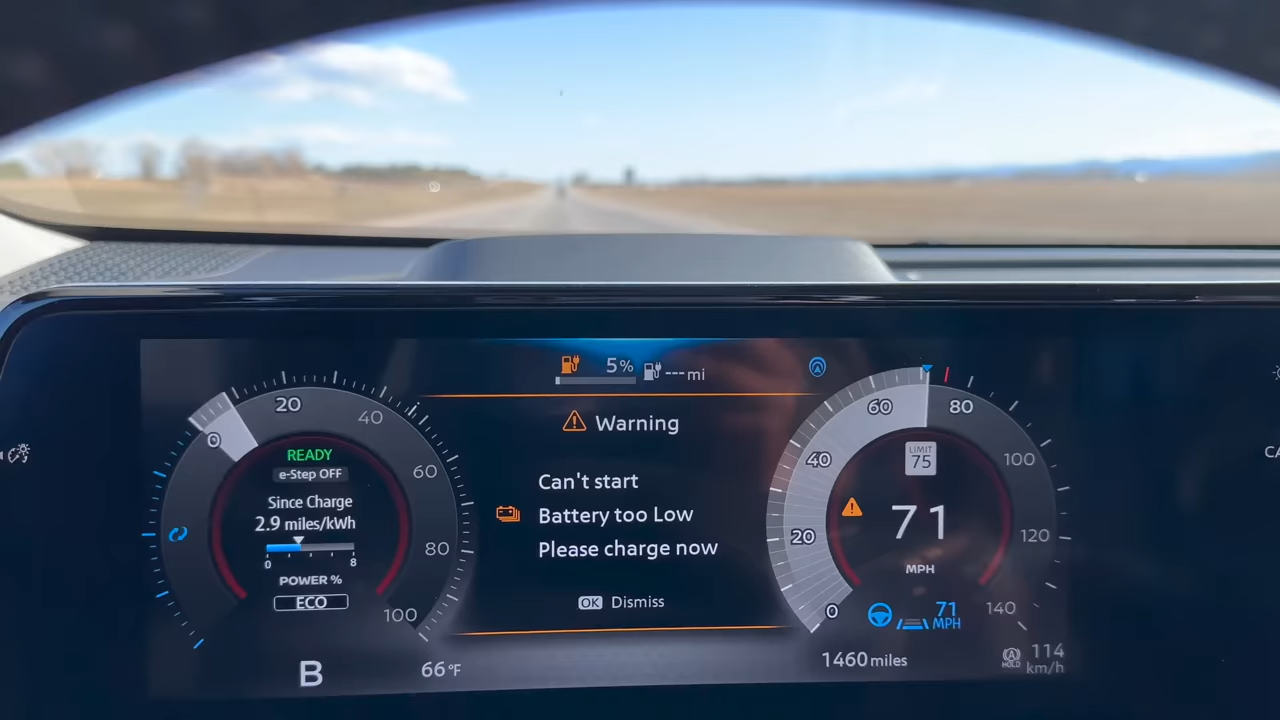 5%
--- mi
Warning
Can't start
Battery too Low
Please charge now
OK Dismiss
0
20
40
60
80
100
READY
e-Step OFF
Since Charge
2.9 miles/kWh
0 8
POWER %
ECO
B
66°F
0
20
40
60
80
100
120
140
LIMIT
75
71
MPH
71
MPH
1460 miles
A
HOLD
114
km/h
CA